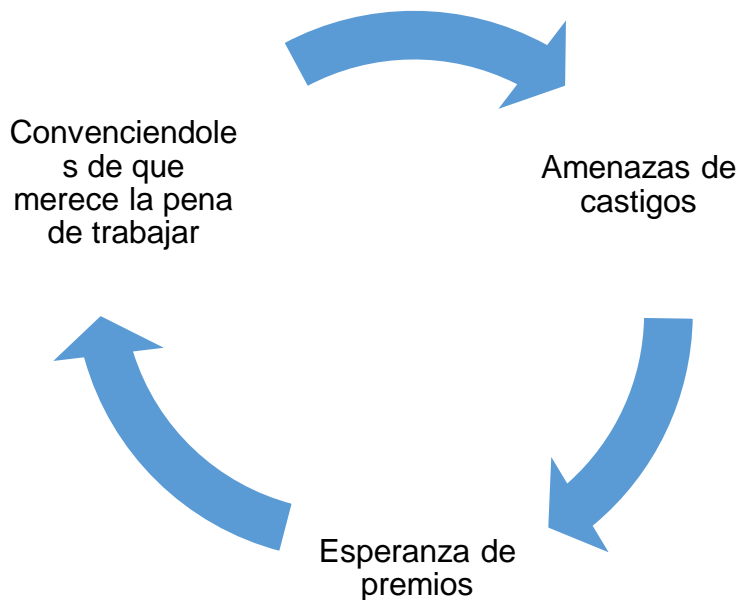 Convenciendole
s de que
merece la pena
de trabajar
Amenazas de
castigos
Esperanza de
premios